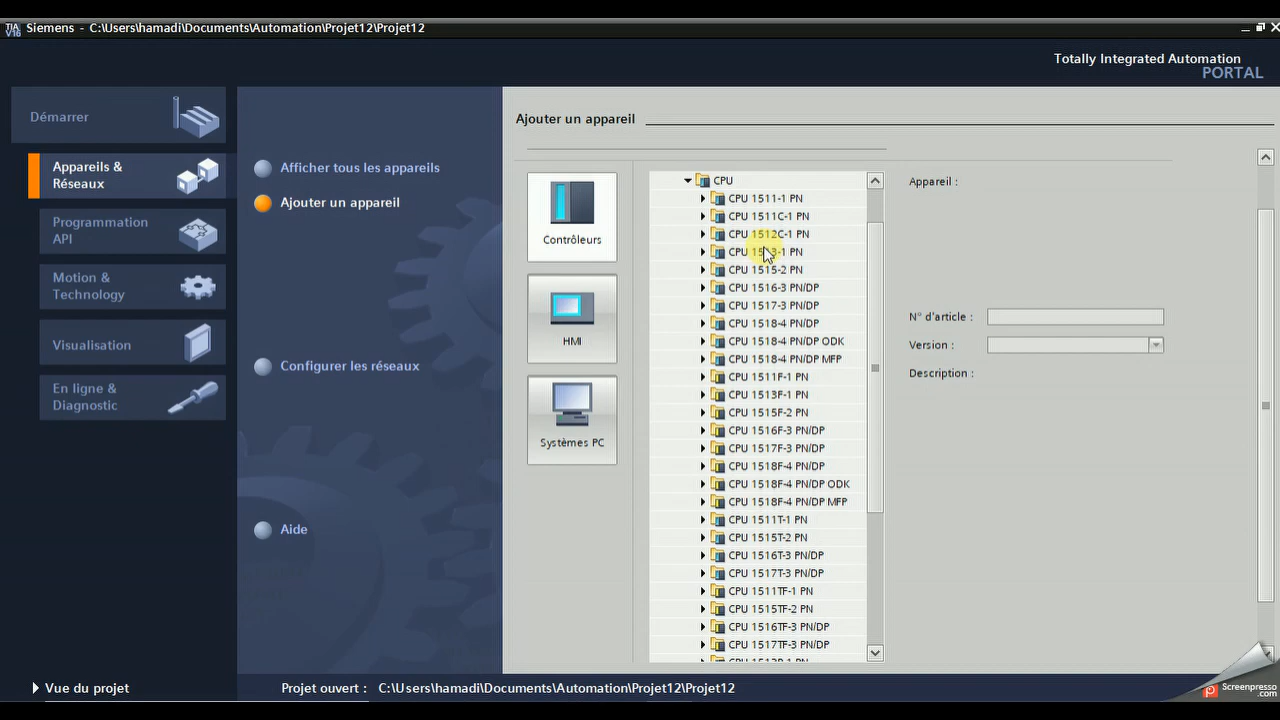 TIA V16 Siemens - C:\Users\hamadi\Documents\Automation\Projet12\Projet12
Totally Integrated Automation
PORTAL
Démarrer
Appareils &
Réseaux
Programmation
API
Motion &
Technology
Visualisation
En ligne &
Diagnostic
Afficher tous les appareils
Ajouter un appareil
Configurer les réseaux
Aide
Ajouter un appareil
Contrôleurs
HMI
Systèmes PC
CPU
CPU 1511-1 PN
CPU 1511C-1 PN
CPU 1512C-1 PN
CPU 1513-1 PN
CPU 1515-2 PN
CPU 1516-3 PN/DP
CPU 1517-3 PN/DP
CPU 1518-4 PN/DP
CPU 1518-4 PN/DP ODK
CPU 1518-4 PN/DP MFP
CPU 1511F-1 PN
CPU 1513F-1 PN
CPU 1515F-2 PN
CPU 1516F-3 PN/DP
CPU 1517F-3 PN/DP
CPU 1518F-4 PN/DP
CPU 1518F-4 PN/DP ODK
CPU 1518F-4 PN/DP MFP
CPU 1511T-1 PN
CPU 1515T-2 PN
CPU 1516T-3 PN/DP
CPU 1517T-3 PN/DP
CPU 1511TF-1 PN
CPU 1515TF-2 PN
CPU 1516TF-3 PN/DP
CPU 1517TF-3 PN/DP
Appareil :
N° d'article :
Version :
Description :
Vue du projet
Projet ouvert : C:\Users\hamadi\Documents\Automation\Projet12\Projet12
Screenpresso
.com